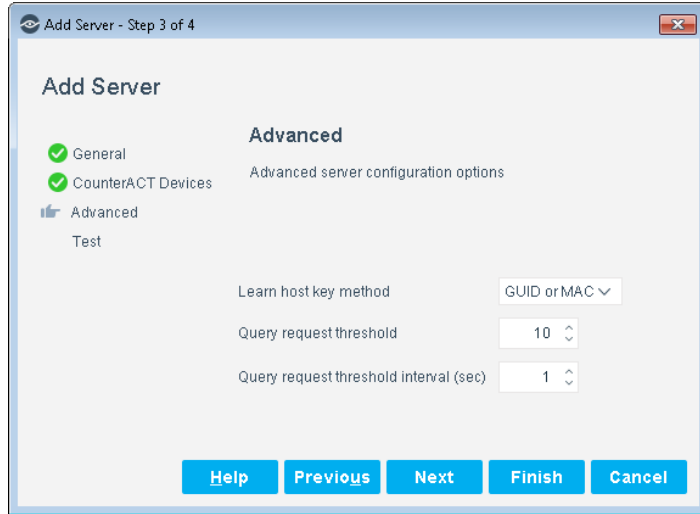 Add Server - Step 3 of 4
Add Server
General
CounterACT Devices
Advanced
Test
Advanced
Advanced server configuration options
Learn host key method GUID or MAC
Query request threshold 10
Query request threshold interval (sec) 1
Help Previous Next Finish Cancel